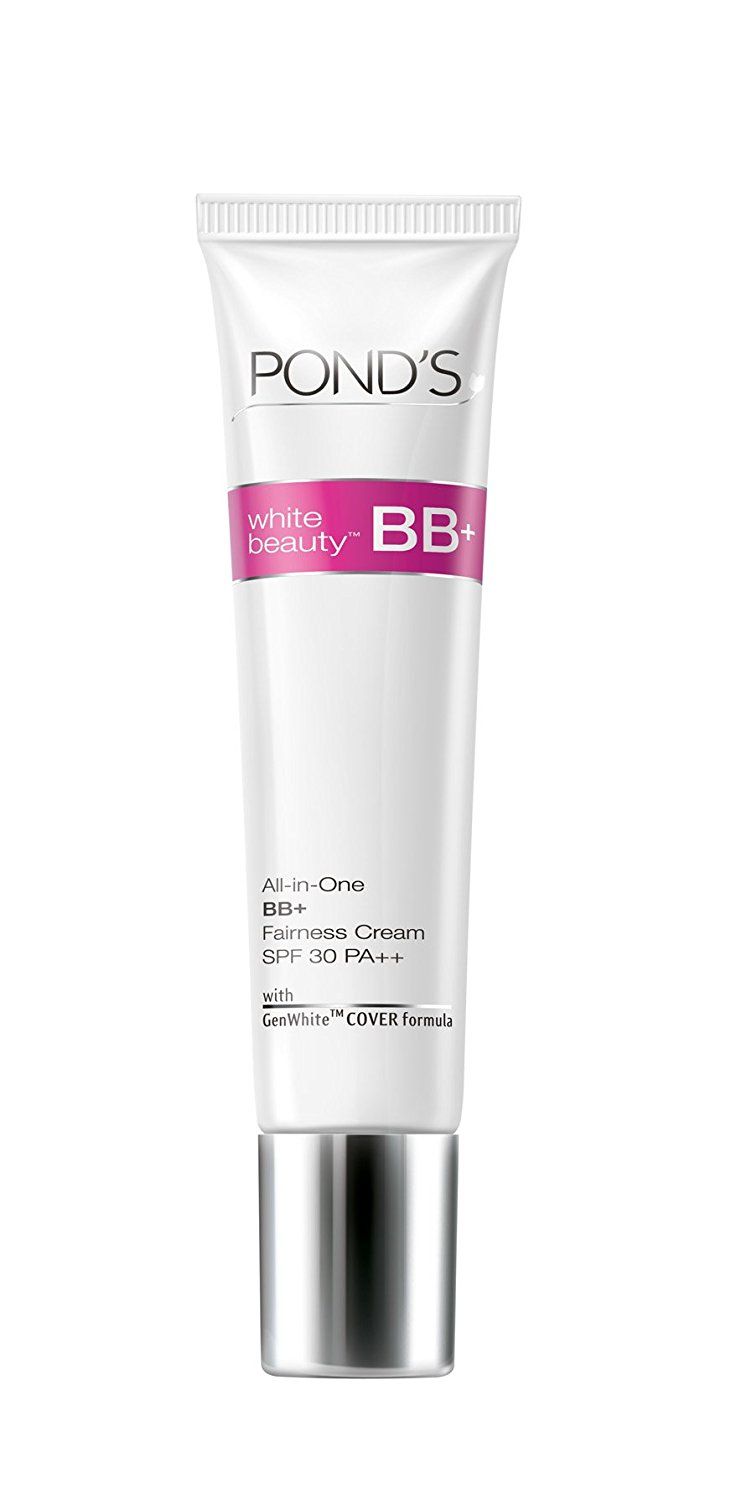 POND'S
white
beauty™ BB+
All-in-One
BB+
Fairness Cream
SPF 30 PA++
with
GenWhite™ COVER formula